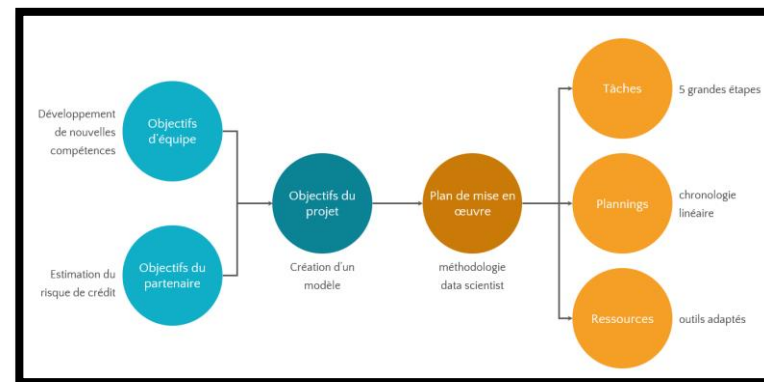 Développement
de nouvelles
compétences
Objectifs
d'équipe
Estimation du
risque de crédit
Objectifs du
partenaire
Objectifs du
projet
Création d'un
modèle
Plan de mise en
œuvre
méthodologie
data scientist
Tâches
5 grandes étapes
Plannings
chronologie
linéaire
Ressources
outils adaptés